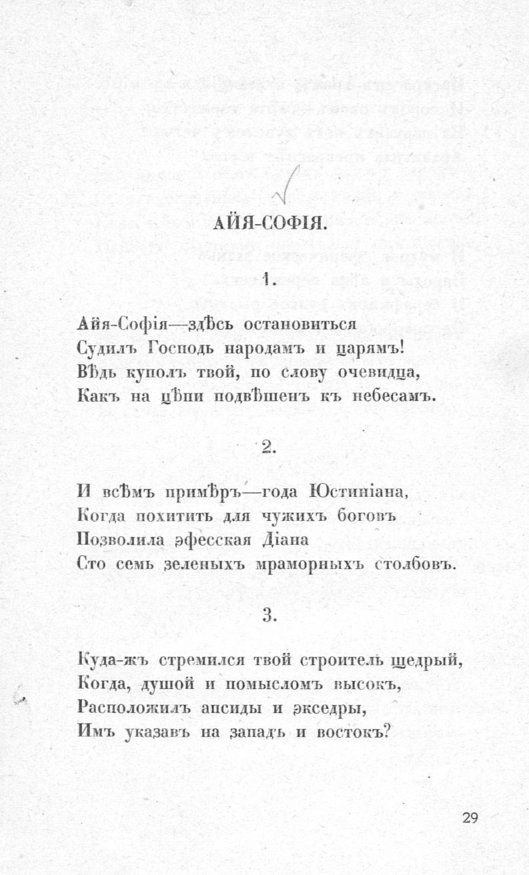 АЙЯ-СОФІЯ.
1.
Айя-Софія—здѣсь остановиться
Судилъ Господь народамъ и царямъ!
Вѣдь куполъ твой, по слову очевидца,
Какъ на цѣпи подвѣшенъ къ небесамъ.
2.
И всѣмъ примѣръ—года Юстиніана,
Когда похитить для чужихъ боговъ
Позволила эфесская Діана
Сто семь зеленыхъ мраморныхъ столбовъ.
3.
Куда-жъ стремился твой строитель щедрый,
Когда, душой и помысломъ высокъ,
Расположилъ апсиды и экседры,
Имъ указавъ на западъ и востокъ?
29